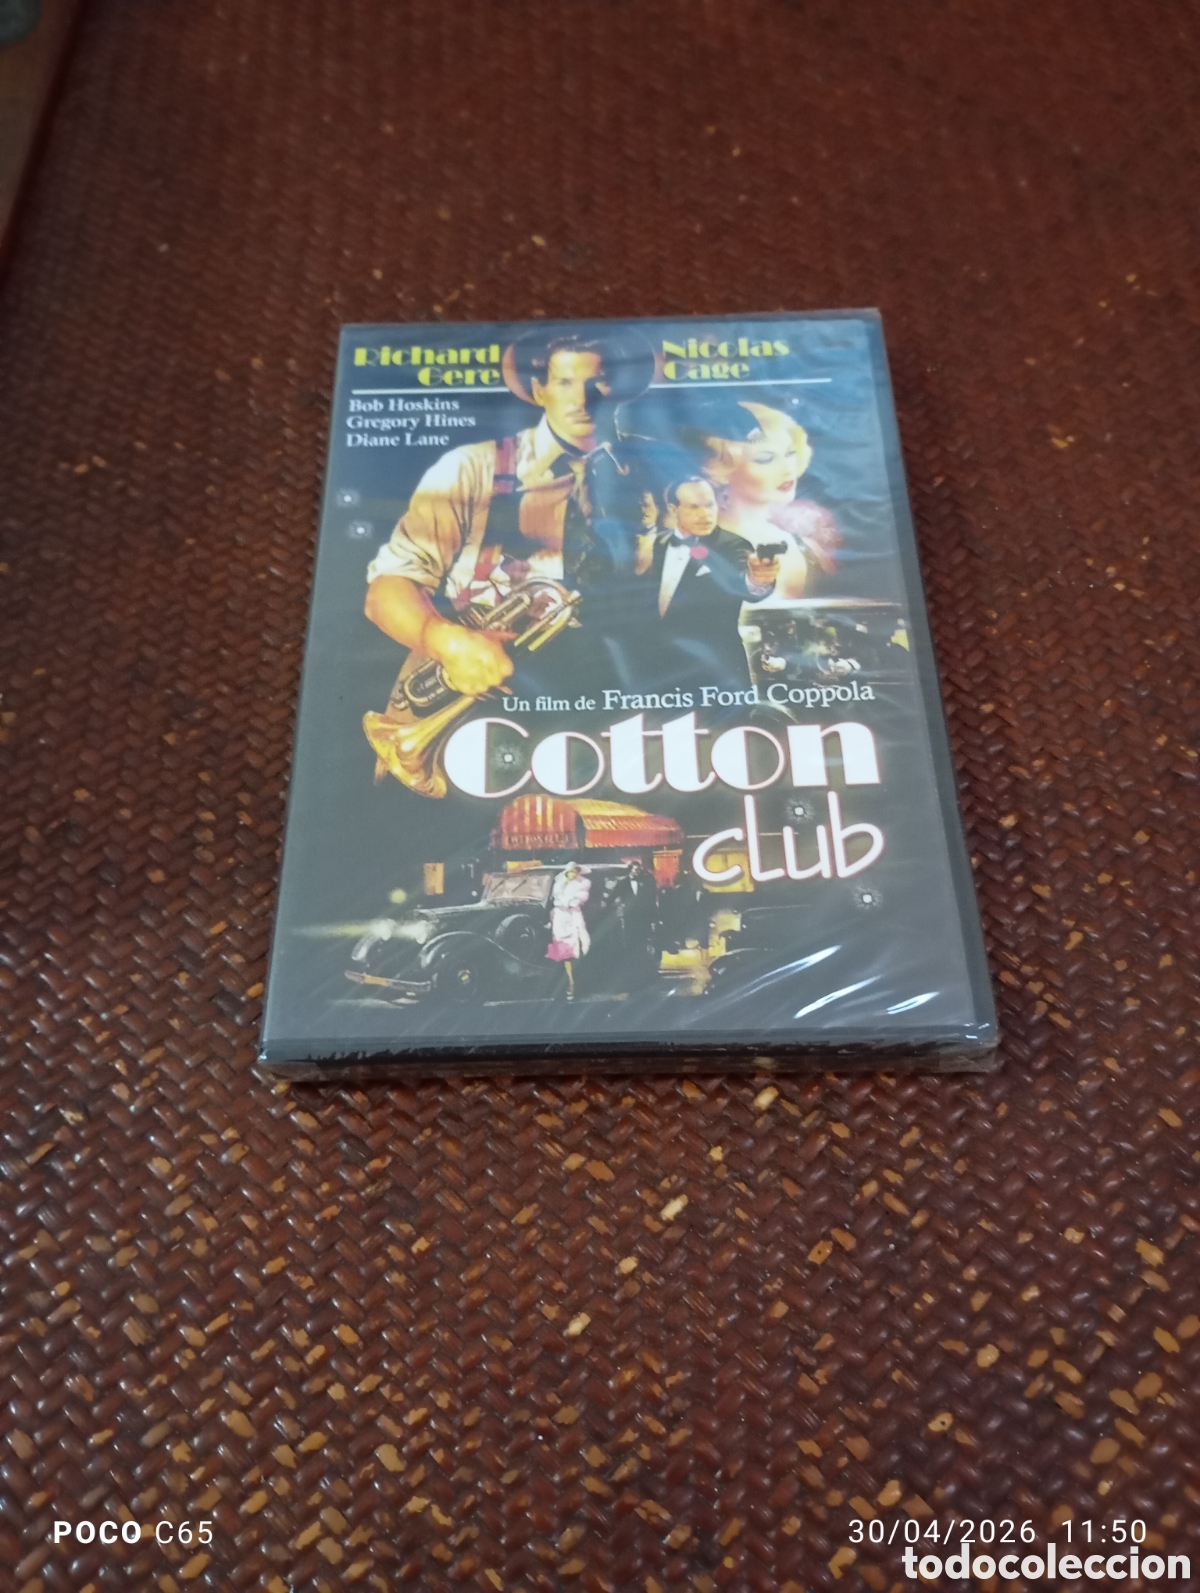 Richard Gere
Nicolas Cage
Bob Hoskins
Gregory Hines
Diane Lane
Un film de Francis Ford Coppola
Cotton
club
POCO C65
30/04/2026 11:50
todocoleccion